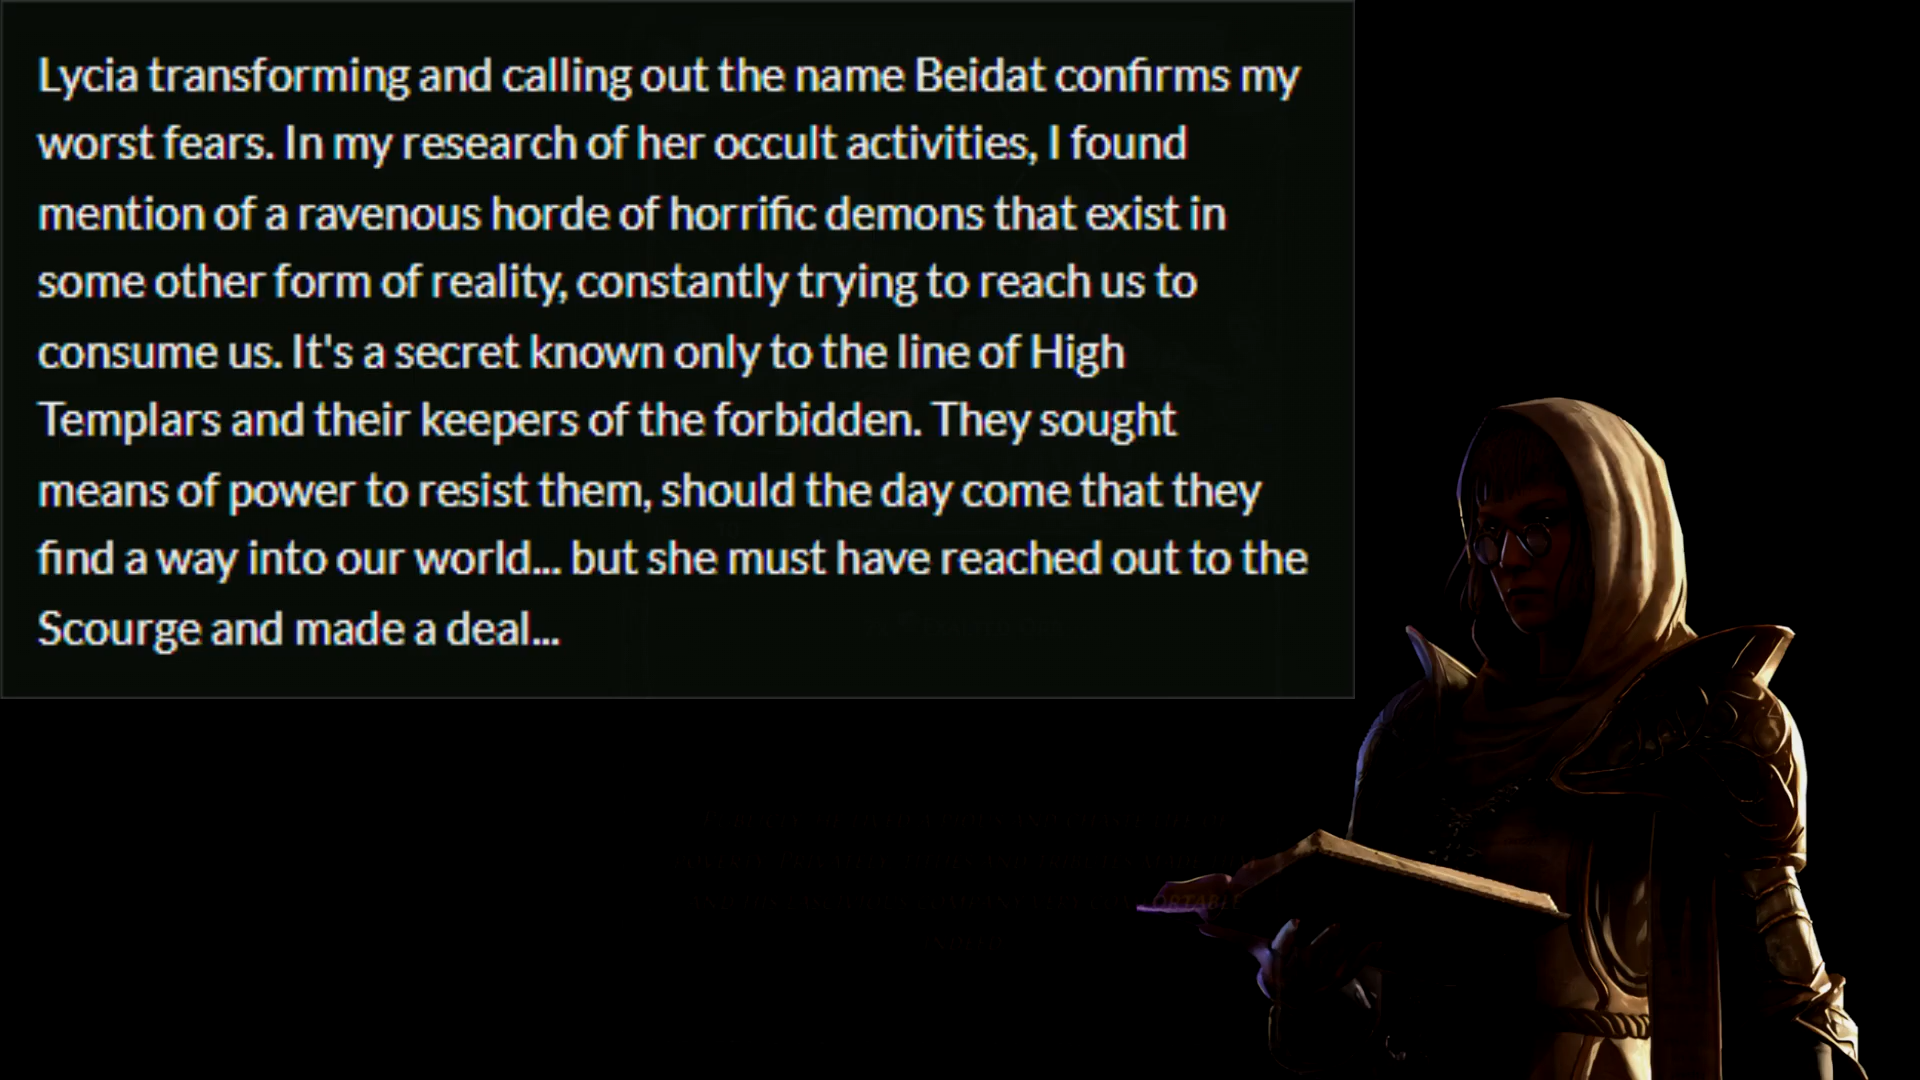 Lycia transforming and calling out the name Beidat confirms my
worst fears. In my research of her occult activities, I found
mention of a ravenous horde of horrific demons that exist in
some other form of reality, constantly trying to reach us to
consume us. It's a secret known only to the line of High
Templars and their keepers of the forbidden. They sought
means of power to resist them, should the day come that they
find a way into our world... but she must have reached out to the
Scourge and made a deal...